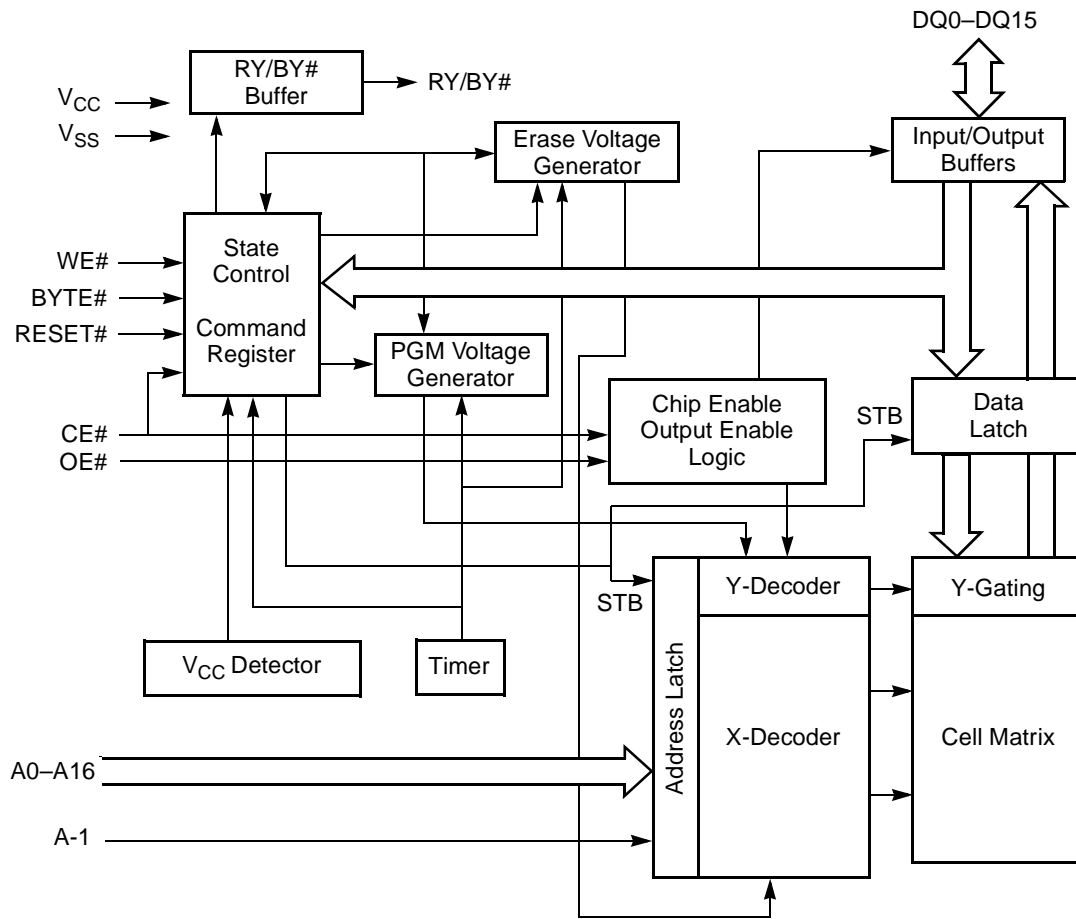 DQ0–DQ15
RY/BY#
Buffer
RY/BY#
VCC
VSS
Erase Voltage
Generator
Input/Output
Buffers
State
Control
Command
Register
WE#
BYTE#
RESET#
PGM Voltage
Generator
CE#
OE#
Chip Enable
Output Enable
Logic
STB
Data
Latch
STB
Y-Decoder
Y-Gating
VCC Detector
Timer
Address Latch
X-Decoder
Cell Matrix
A0–A16
A-1